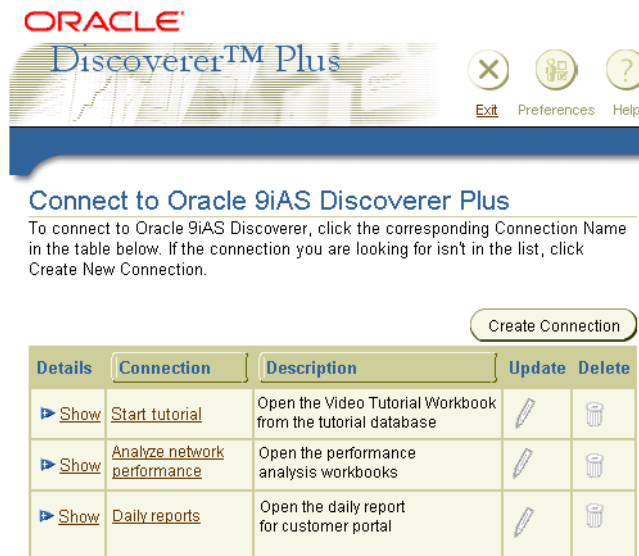 ORACLE
Discoverer™ Plus
Exit Preferences Help
Connect to Oracle 9iAS Discoverer Plus
To connect to Oracle 9iAS Discoverer, click the corresponding Connection Name
in the table below. If the connection you are looking for isn't in the list, click
Create New Connection.
Create Connection
Details Connection Description Update Delete
Show Start tutorial Open the Video Tutorial Workbook
from the tutorial database
Show Analyze network
performance
Open the performance
analysis workbooks
Show Daily reports Open the daily report
for customer portal